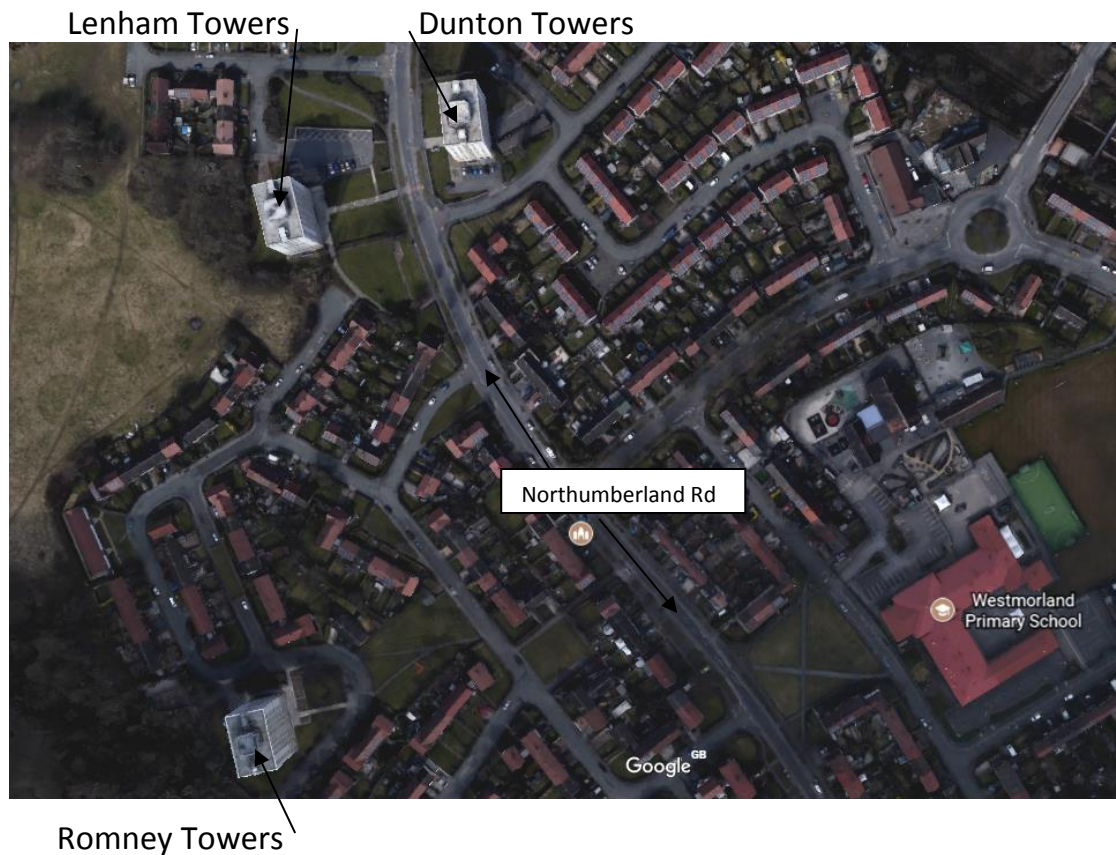 Lenham Towers
Dunton Towers
Northumberland Rd
Westmorland
Primary School
Google GB
Romney Towers